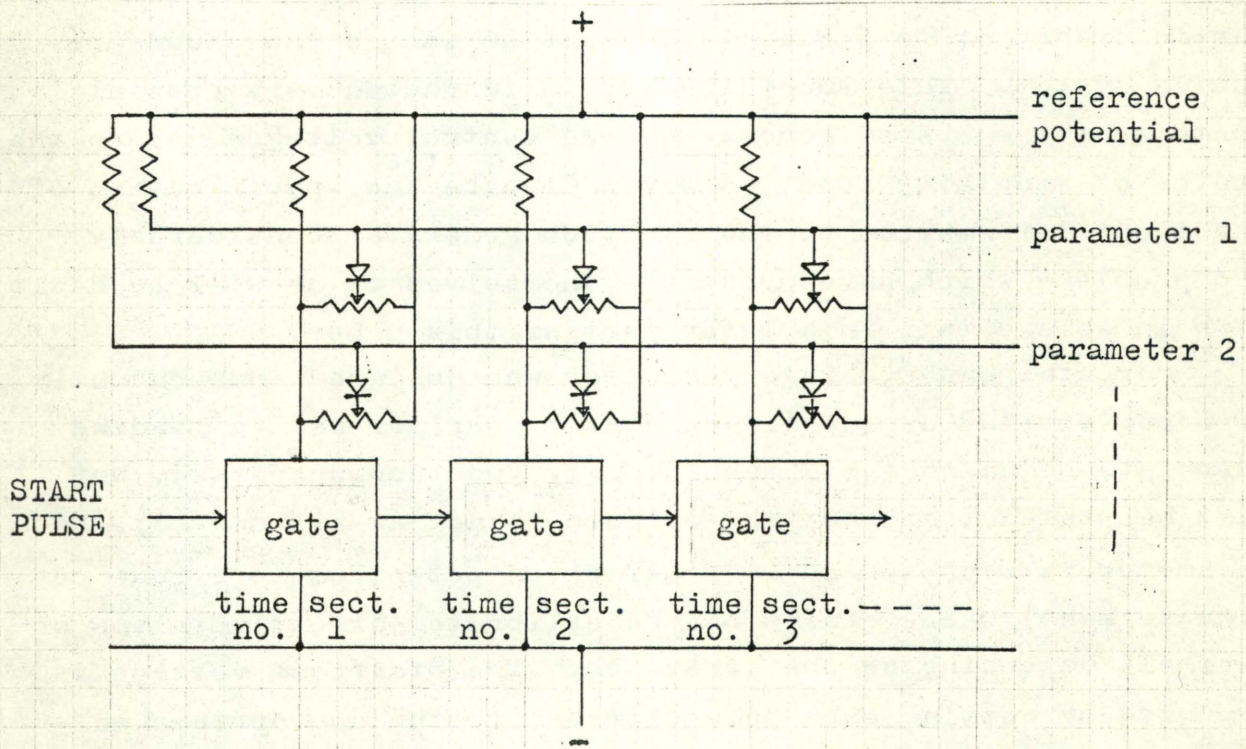 +
reference
potential
parameter 1
parameter 2
START
PULSE
gate
gate
gate
time sect.
no. 1
time sect.
no. 2
time sect.
no. 3
-